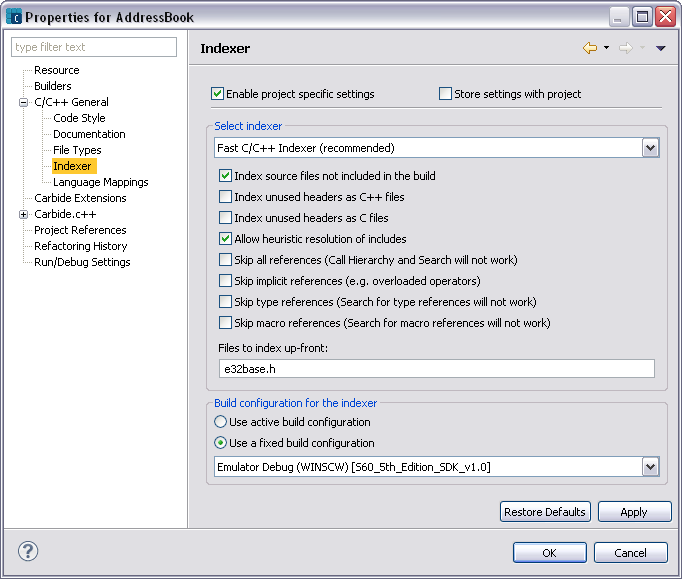 Properties for AddressBook
type filter text
Resource
Builders
C/C++ General
Code Style
Documentation
File Types
Indexer
Language Mappings
Carbide Extensions
Carbide.c++
Project References
Refactoring History
Run/Debug Settings
Indexer
Enable project specific settings
Store settings with project
Select indexer
Fast C/C++ Indexer (recommended)
Index source files not included in the build
Index unused headers as C++ files
Index unused headers as C files
Allow heuristic resolution of includes
Skip all references (Call Hierarchy and Search will not work)
Skip implicit references (e.g. overloaded operators)
Skip type references (Search for type references will not work)
Skip macro references (Search for macro references will not work)
Files to index up-front:
e32base.h
Build configuration for the indexer
Use active build configuration
Use a fixed build configuration
Emulator Debug (WINSCW) [S60_5th_Edition_SDK_v1.0]
Restore Defaults
Apply
OK
Cancel